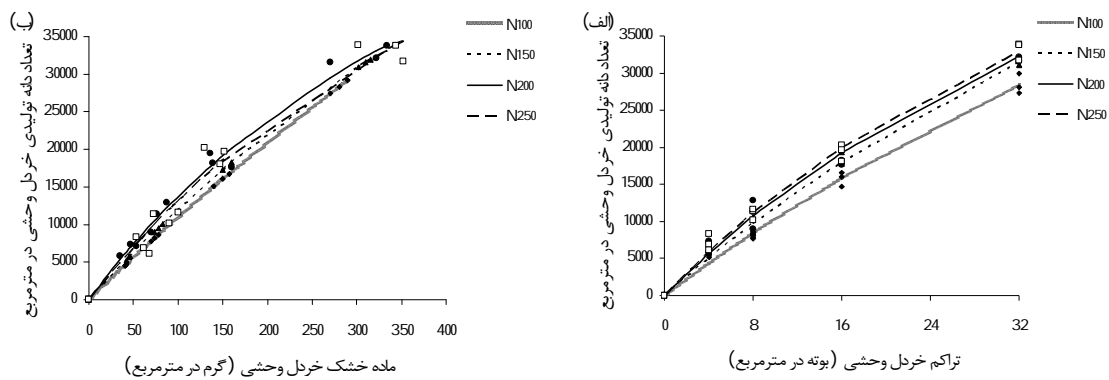 (الف)
تعداد دانه تولیدی خردل وحشی در مترمربع
35000
30000
25000
20000
15000
10000
5000
0
0 8 16 24 32
تراکم خردل وحشی (بوته در مترمربع)
N100
N150
N200
N250
(ب)
تعداد دانه تولیدی خردل وحشی در مترمربع
35000
30000
25000
20000
15000
10000
5000
0
0 50 100 150 200 250 300 350 400
ماده خشک خردل وحشی (گرم در مترمربع)
N100
N150
N200
N250